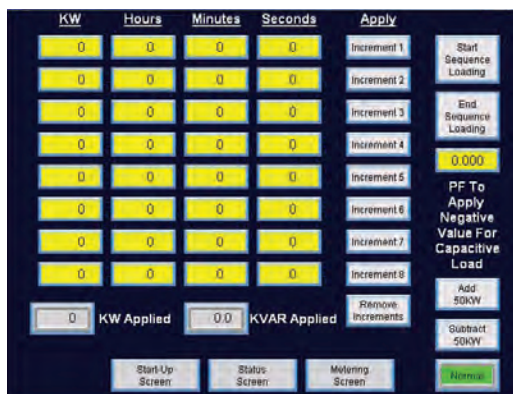 KW Hours Minutes Seconds Apply
0 0 0 0 Increment 1
0 0 0 0 Increment 2
0 0 0 0 Increment 3
0 0 0 0 Increment 4
0 0 0 0 Increment 5
0 0 0 0 Increment 6
0 0 0 0 Increment 7
0 0 0 0 Increment 8
0 KW Applied 0.0 KVAR Applied
Remove
Increments
Start
Sequence
Loading
End
Sequence
Loading
0.000
PF To
Apply
Negative
Value For
Capacitive
Load
Add
50KW
Subtract
50KW
Start-Up
Screen
Status
Screen
Metering
Screen
Normal